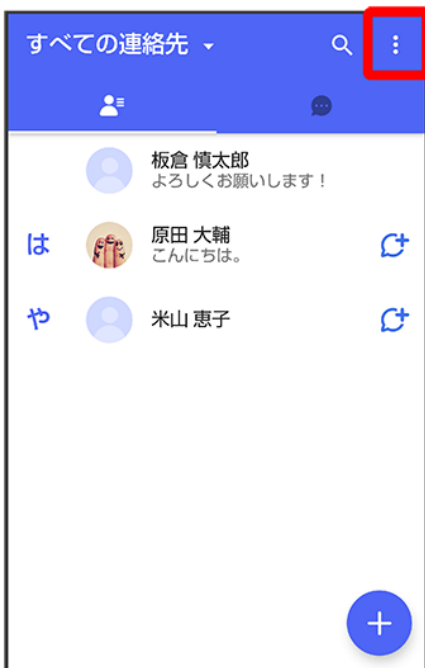 すべての連絡先
板倉 慎太郎
よろしくお願いします！
は
原田 大輔
こんにちは。
や
米山 恵子